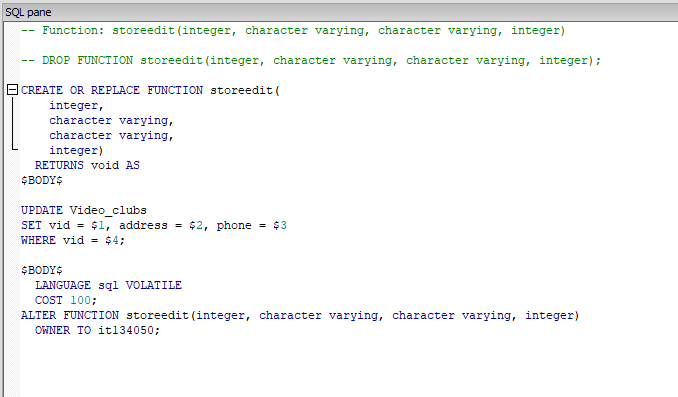 SQL pane
-- Function: storeedit(integer, character varying, character varying, integer)
-- DROP FUNCTION storeedit(integer, character varying, character varying, integer);
CREATE OR REPLACE FUNCTION storeedit(
integer,
character varying,
character varying,
integer)
RETURNS void AS
$BODY$
UPDATE Video_clubs
SET vid = $1, address = $2, phone = $3
WHERE vid = $4;
$BODY$
LANGUAGE sql VOLATILE
COST 100;
ALTER FUNCTION storeedit(integer, character varying, character varying, integer)
OWNER TO it134050;